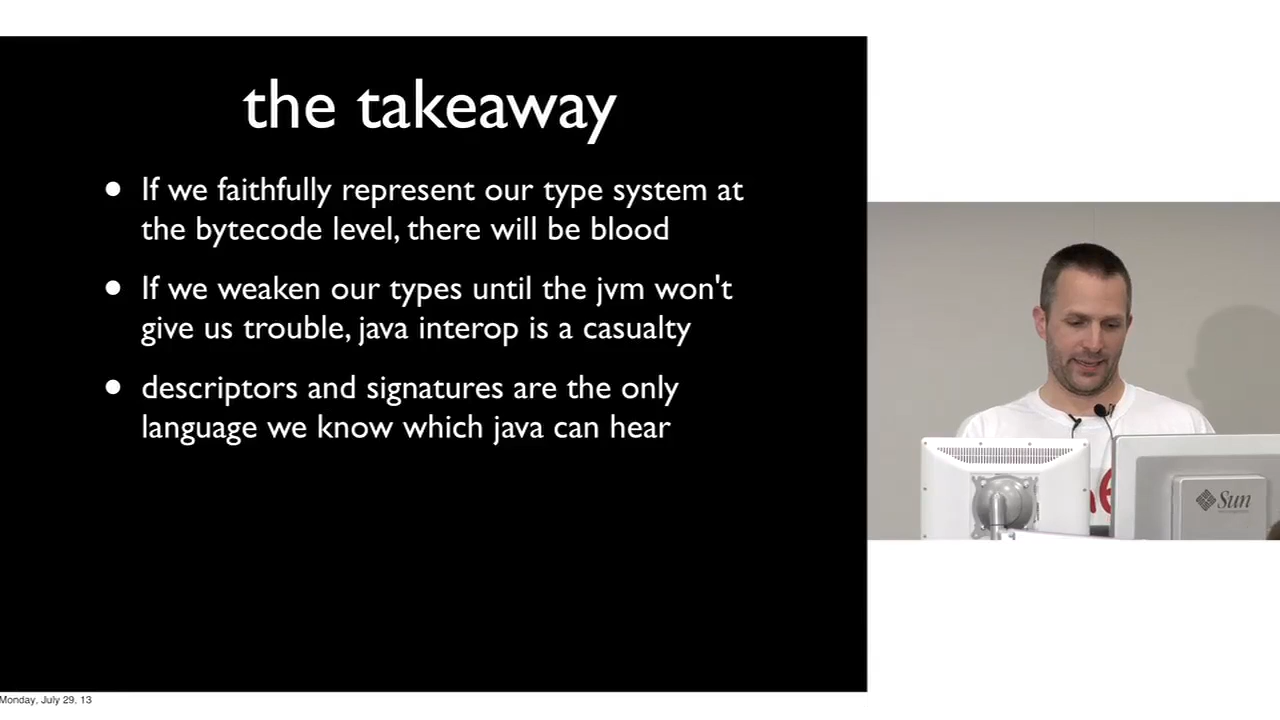 the takeaway
• If we faithfully represent our type system at
the bytecode level, there will be blood
• If we weaken our types until the jvm won't
give us trouble, java interop is a casualty
• descriptors and signatures are the only
language we know which java can hear
Sun
Monday, July 29, 13